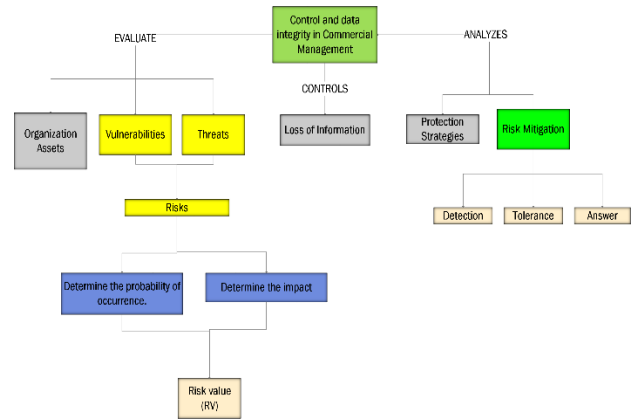 Control and data
integrity in Commercial
Management
EVALUATE
ANALYZES
CONTROLS
Organization
Assets
Vulnerabilities
Threats
Loss of Information
Protection
Strategies
Risk Mitigation
Risks
Detection
Tolerance
Answer
Determine the probability of
occurrence.
Determine the impact
Risk value
(RV)